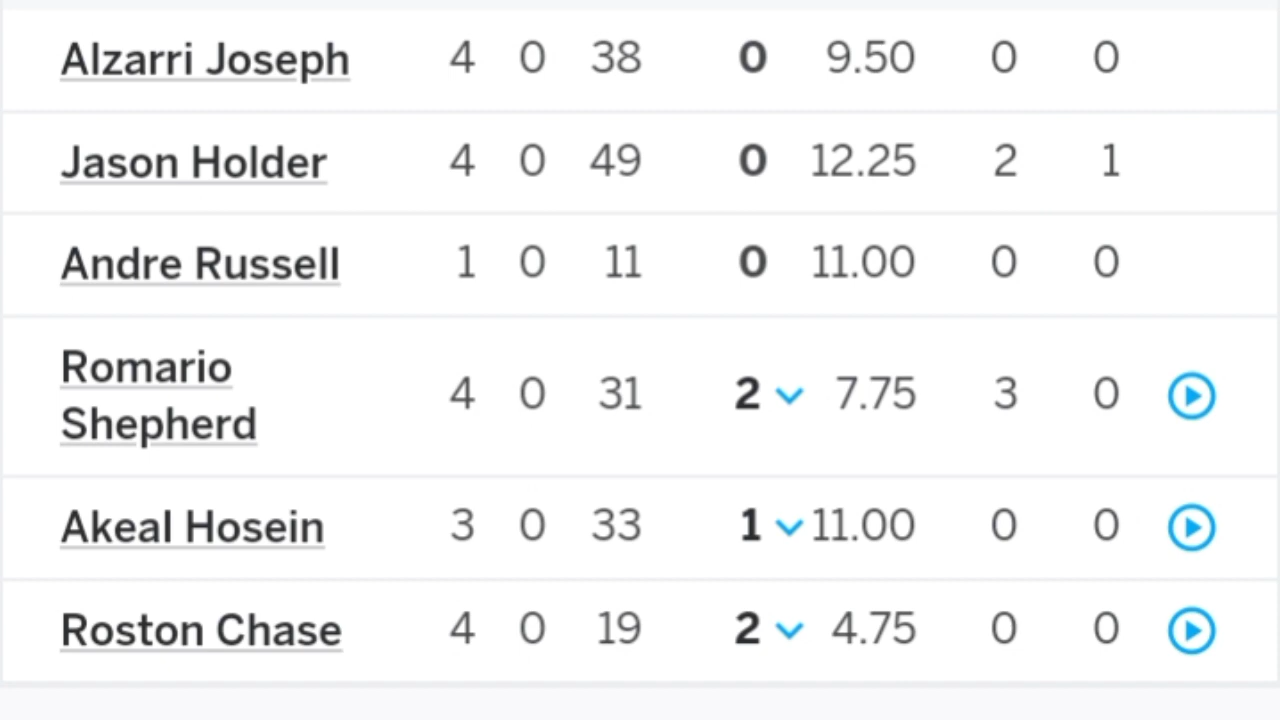 Alzarri Joseph 4 0 38 0 9.50 0 0
Jason Holder 4 0 49 0 12.25 2 1
Andre Russell 1 0 11 0 11.00 0 0
Romario
Shepherd 4 0 31 2 7.75 3 0
Akeal Hosein 3 0 33 1 11.00 0 0
Roston Chase 4 0 19 2 4.75 0 0